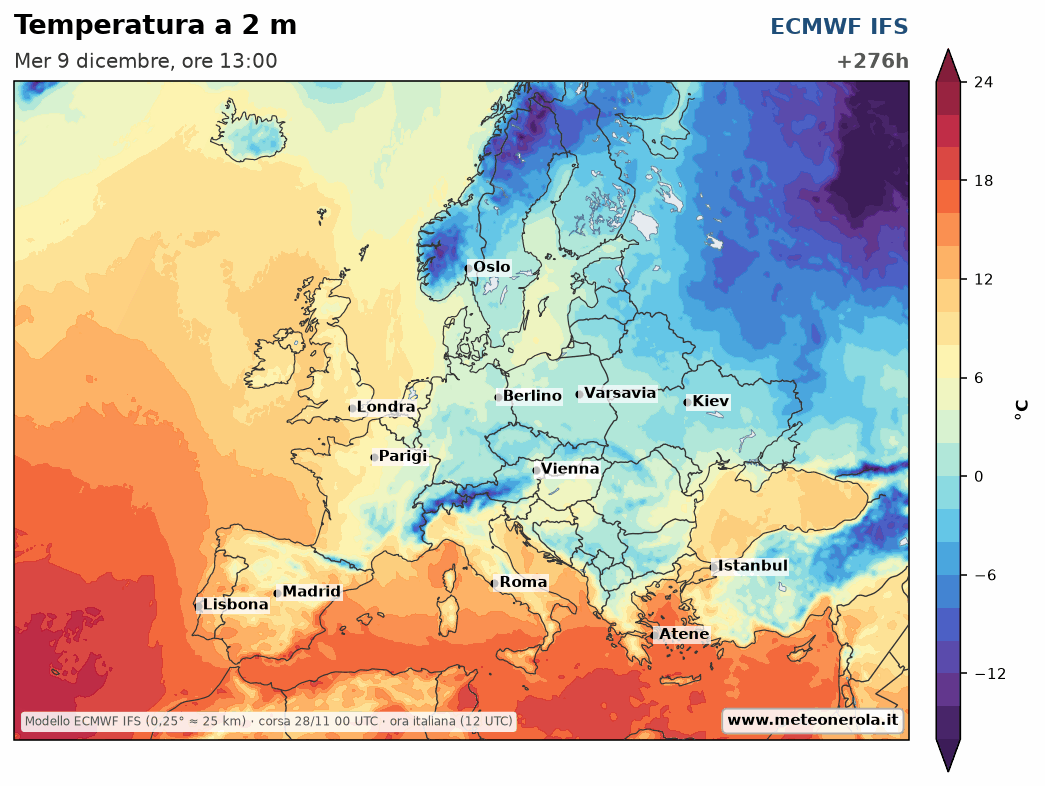 Temperatura a 2 m
ECMWF IFS
Mer 9 dicembre, ore 13:00
+276h
24
18
12
6
0
−6
−12
°C
Oslo
Berlino
Varsavia
Kiev
Londra
Parigi
Vienna
Istanbul
Roma
Madrid
Lisbona
Atene
Modello ECMWF IFS (0,25° ≈ 25 km) · corsa 28/11 00 UTC · ora italiana (12 UTC)
www.meteonerola.it